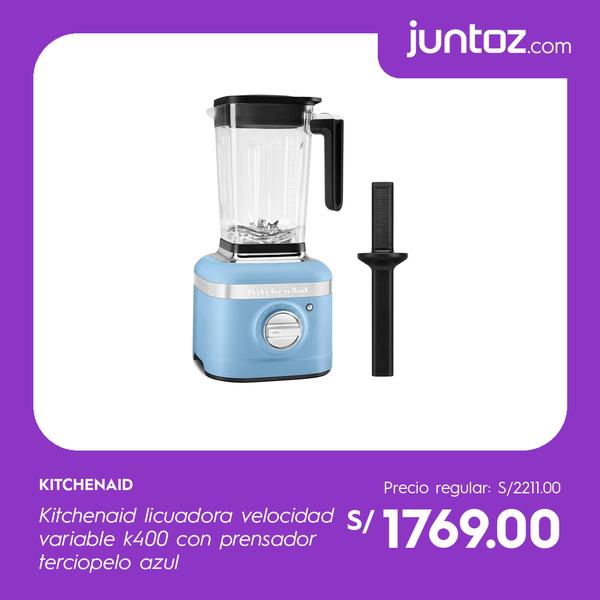 juntoz.com
KitchenAid
KITCHENAID
Kitchenaid licuadora velocidad
variable k400 con prensador
terciopelo azul
Precio regular: S/2211.00
S/ 1769.00